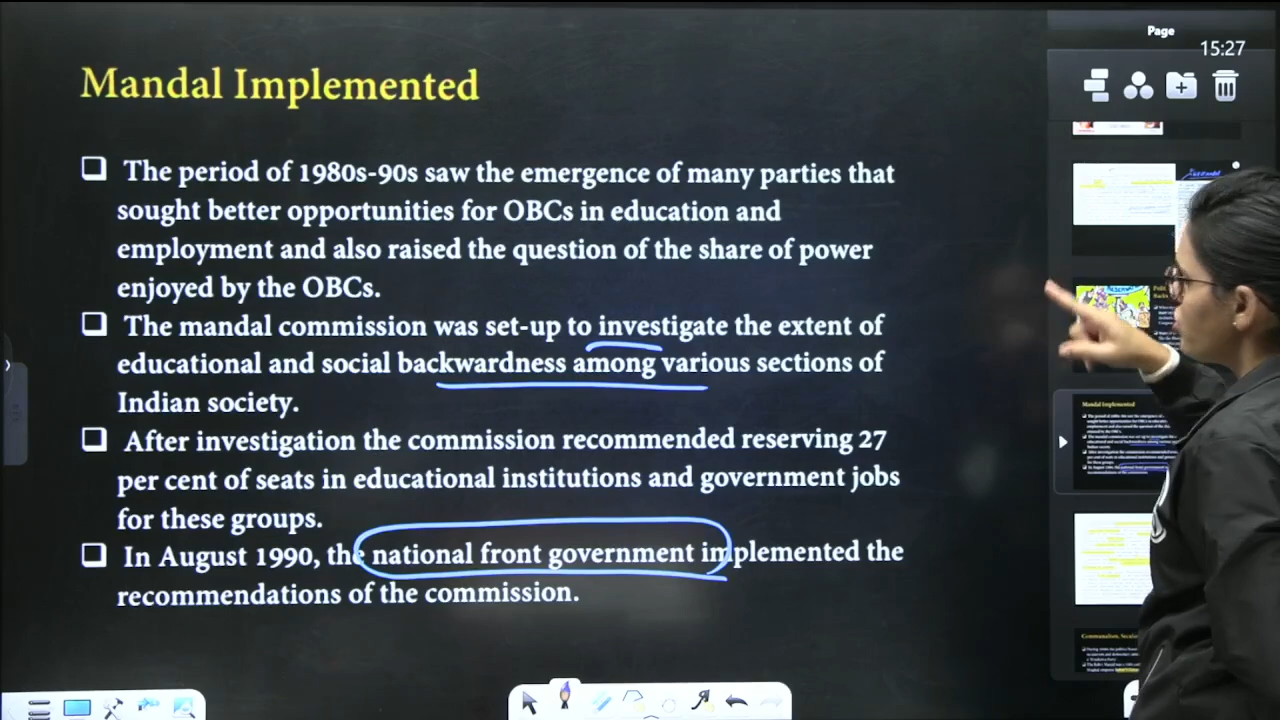 Page
15:27
Mandal Implemented
The period of 1980s-90s saw the emergence of many parties that
sought better opportunities for OBCs in education and
employment and also raised the question of the share of power
enjoyed by the OBCs.
The mandal commission was set-up to investigate the extent of
educational and social backwardness among various sections of
Indian society.
After investigation the commission recommended reserving 27
per cent of seats in educational institutions and government jobs
for these groups.
In August 1990, the national front government implemented the
recommendations of the commission.
Mandal Implemented